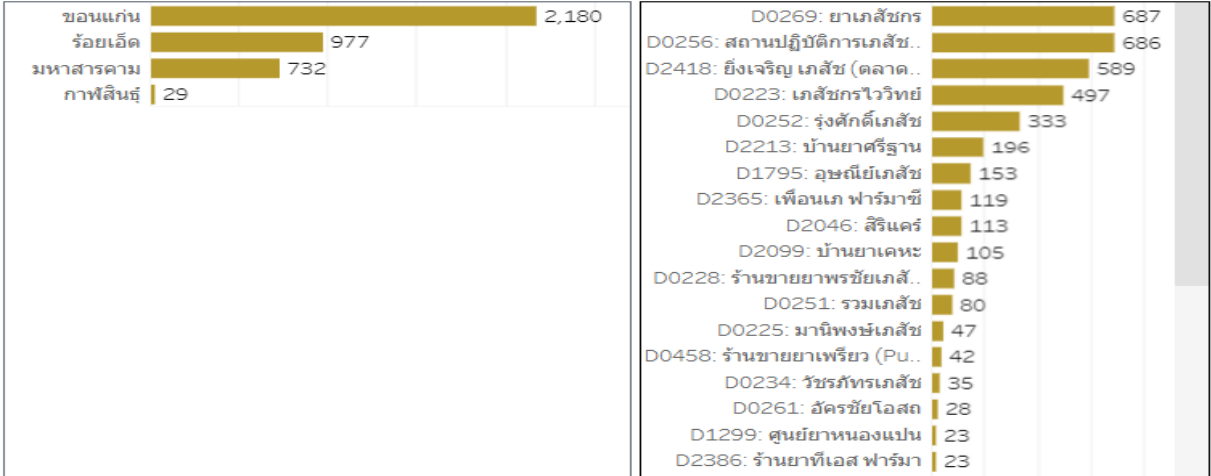 ขอนแก่น 2,180
ร้อยเอ็ด 977
มหาสารคาม 732
กาฬสินธุ์ 29
D0269: ยาเภสัชกร 687
D0256: สถานปฏิบัติการเภสัช.. 686
D2418: ยิ่งเจริญ เภสัช (ตลาด.. 589
D0223: เภสัชกรไววิทย์ 497
D0252: รุ่งศักดิ์เภสัช 333
D2213: บ้านยาศรีฐาน 196
D1795: อุษณีย์เภสัช 153
D2365: เพื่อนเภ ฟาร์มาซี 119
D2046: สิริแคร์ 113
D2099: บ้านยาเคหะ 105
D0228: ร้านขายยาพรชัยเภสั.. 88
D0251: รวมเภสัช 80
D0225: มานิพงษ์เภสัช 47
D0458: ร้านขายยาเพรียว (Pu.. 42
D0234: วัชรภัทรเภสัช 35
D0261: อัครชัยโอสถ 28
D1299: ศูนย์ยาหนองแปน 23
D2386: ร้านยาทีเอส ฟาร์มา 23